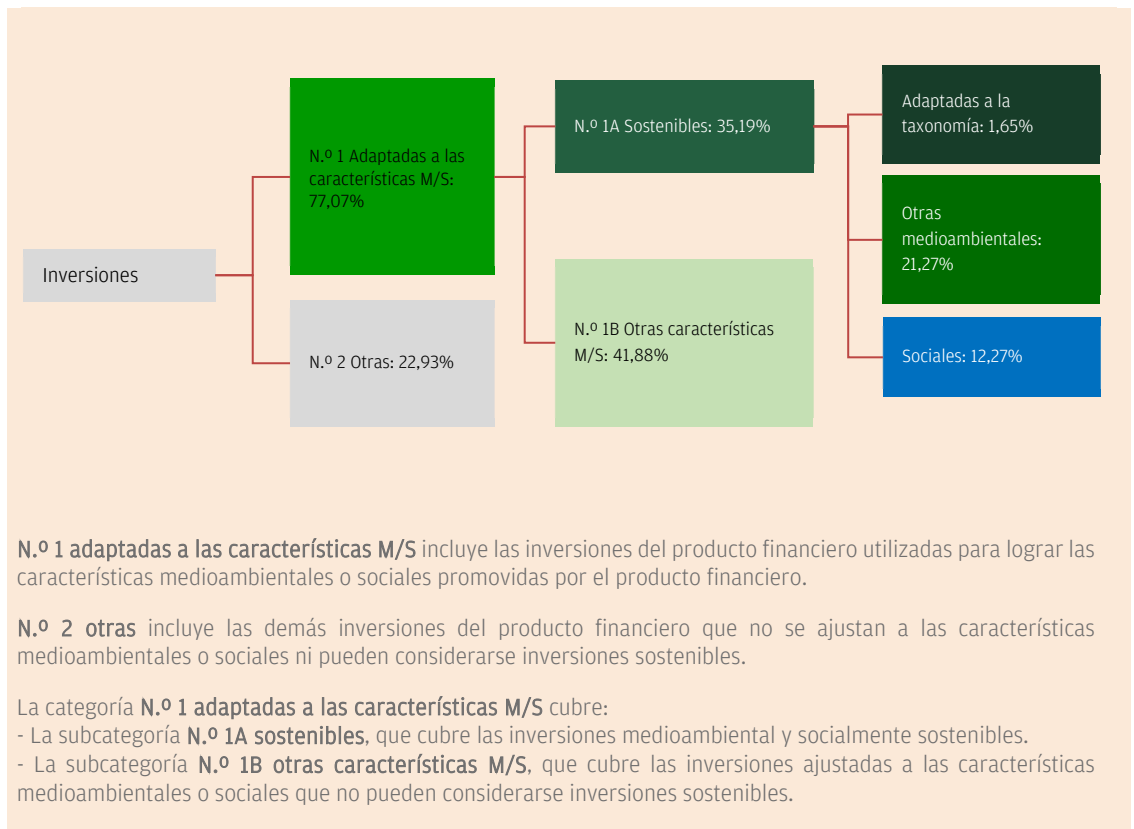 Inversiones
N.º 1 Adaptadas a las
características M/S:
77,07%
N.º 2 Otras: 22,93%
N.º 1A Sostenibles: 35,19%
N.º 1B Otras características
M/S: 41,88%
Adaptadas a la
taxonomía: 1,65%
Otras
medioambientales:
21,27%
Sociales: 12,27%
N.º 1 adaptadas a las características M/S incluye las inversiones del producto financiero utilizadas para lograr las
características medioambientales o sociales promovidas por el producto financiero.
N.º 2 otras incluye las demás inversiones del producto financiero que no se ajustan a las características
medioambientales o sociales ni pueden considerarse inversiones sostenibles.
La categoría N.º 1 adaptadas a las características M/S cubre:
- La subcategoría N.º 1A sostenibles, que cubre las inversiones medioambiental y socialmente sostenibles.
- La subcategoría N.º 1B otras características M/S, que cubre las inversiones ajustadas a las características
medioambientales o sociales que no pueden considerarse inversiones sostenibles.